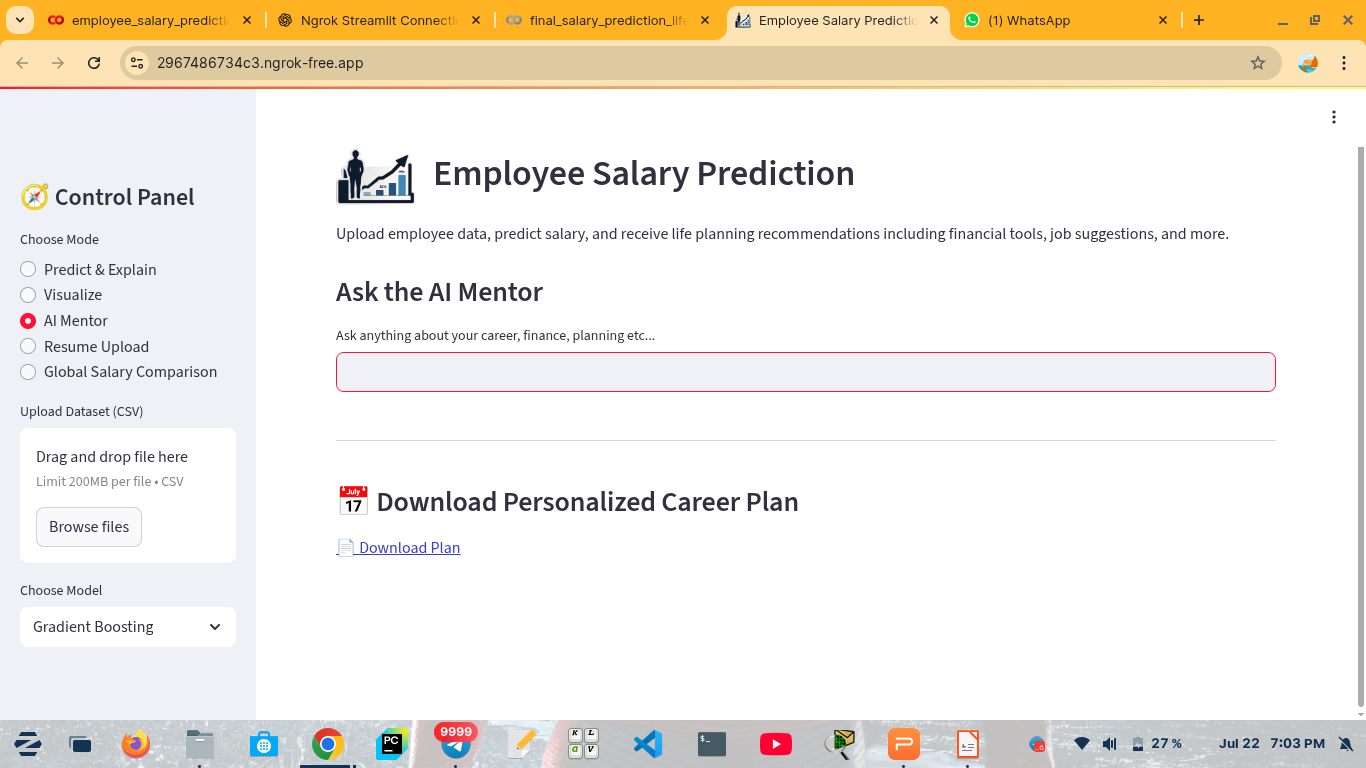 employee_salary_predicti
Ngrok Streamlit Connecti
final_salary_prediction_life
Employee Salary Predictio
(1) WhatsApp
2967486734c3.ngrok-free.app
Control Panel
Choose Mode
Predict & Explain
Visualize
AI Mentor
Resume Upload
Global Salary Comparison
Upload Dataset (CSV)
Drag and drop file here
Limit 200MB per file • CSV
Browse files
Choose Model
Gradient Boosting
Employee Salary Prediction
Upload employee data, predict salary, and receive life planning recommendations including financial tools, job suggestions, and more.
Ask the AI Mentor
Ask anything about your career, finance, planning etc...
July
17
Download Personalized Career Plan
Download Plan
PC
9999
K L
a V
27 %
Jul 22 7:03 PM